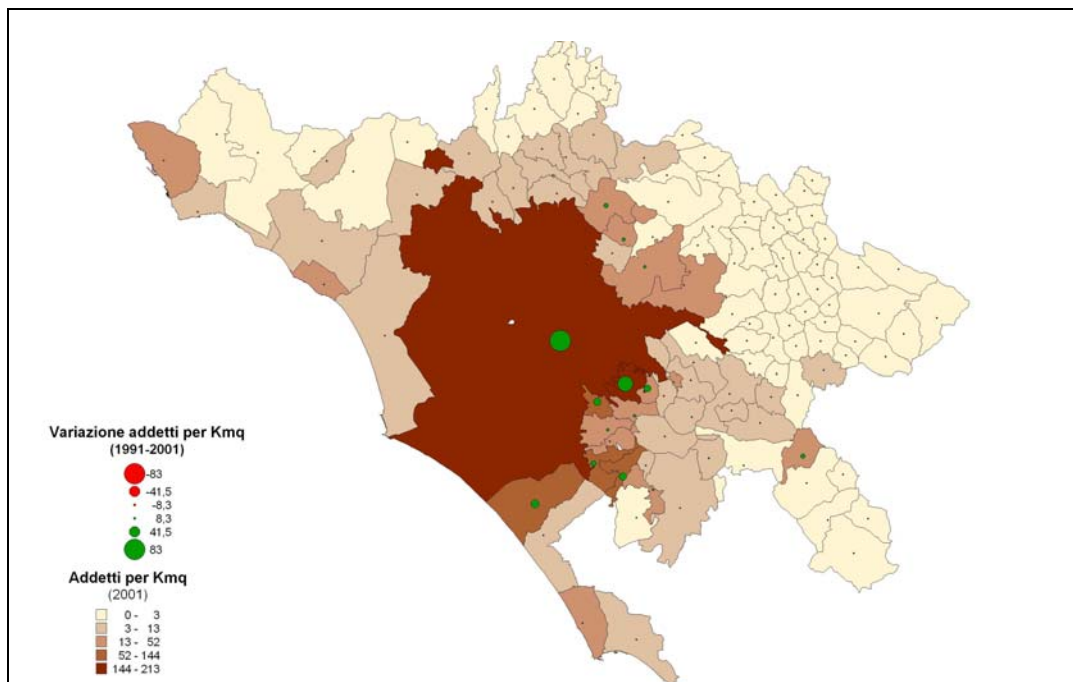 Variazione addetti per Kmq
(1991-2001)
-83
-41,5
-8,3
8,3
41,5
83
Addetti per Kmq
(2001)
0 - 3
3 - 13
13 - 52
52 - 144
144 - 213